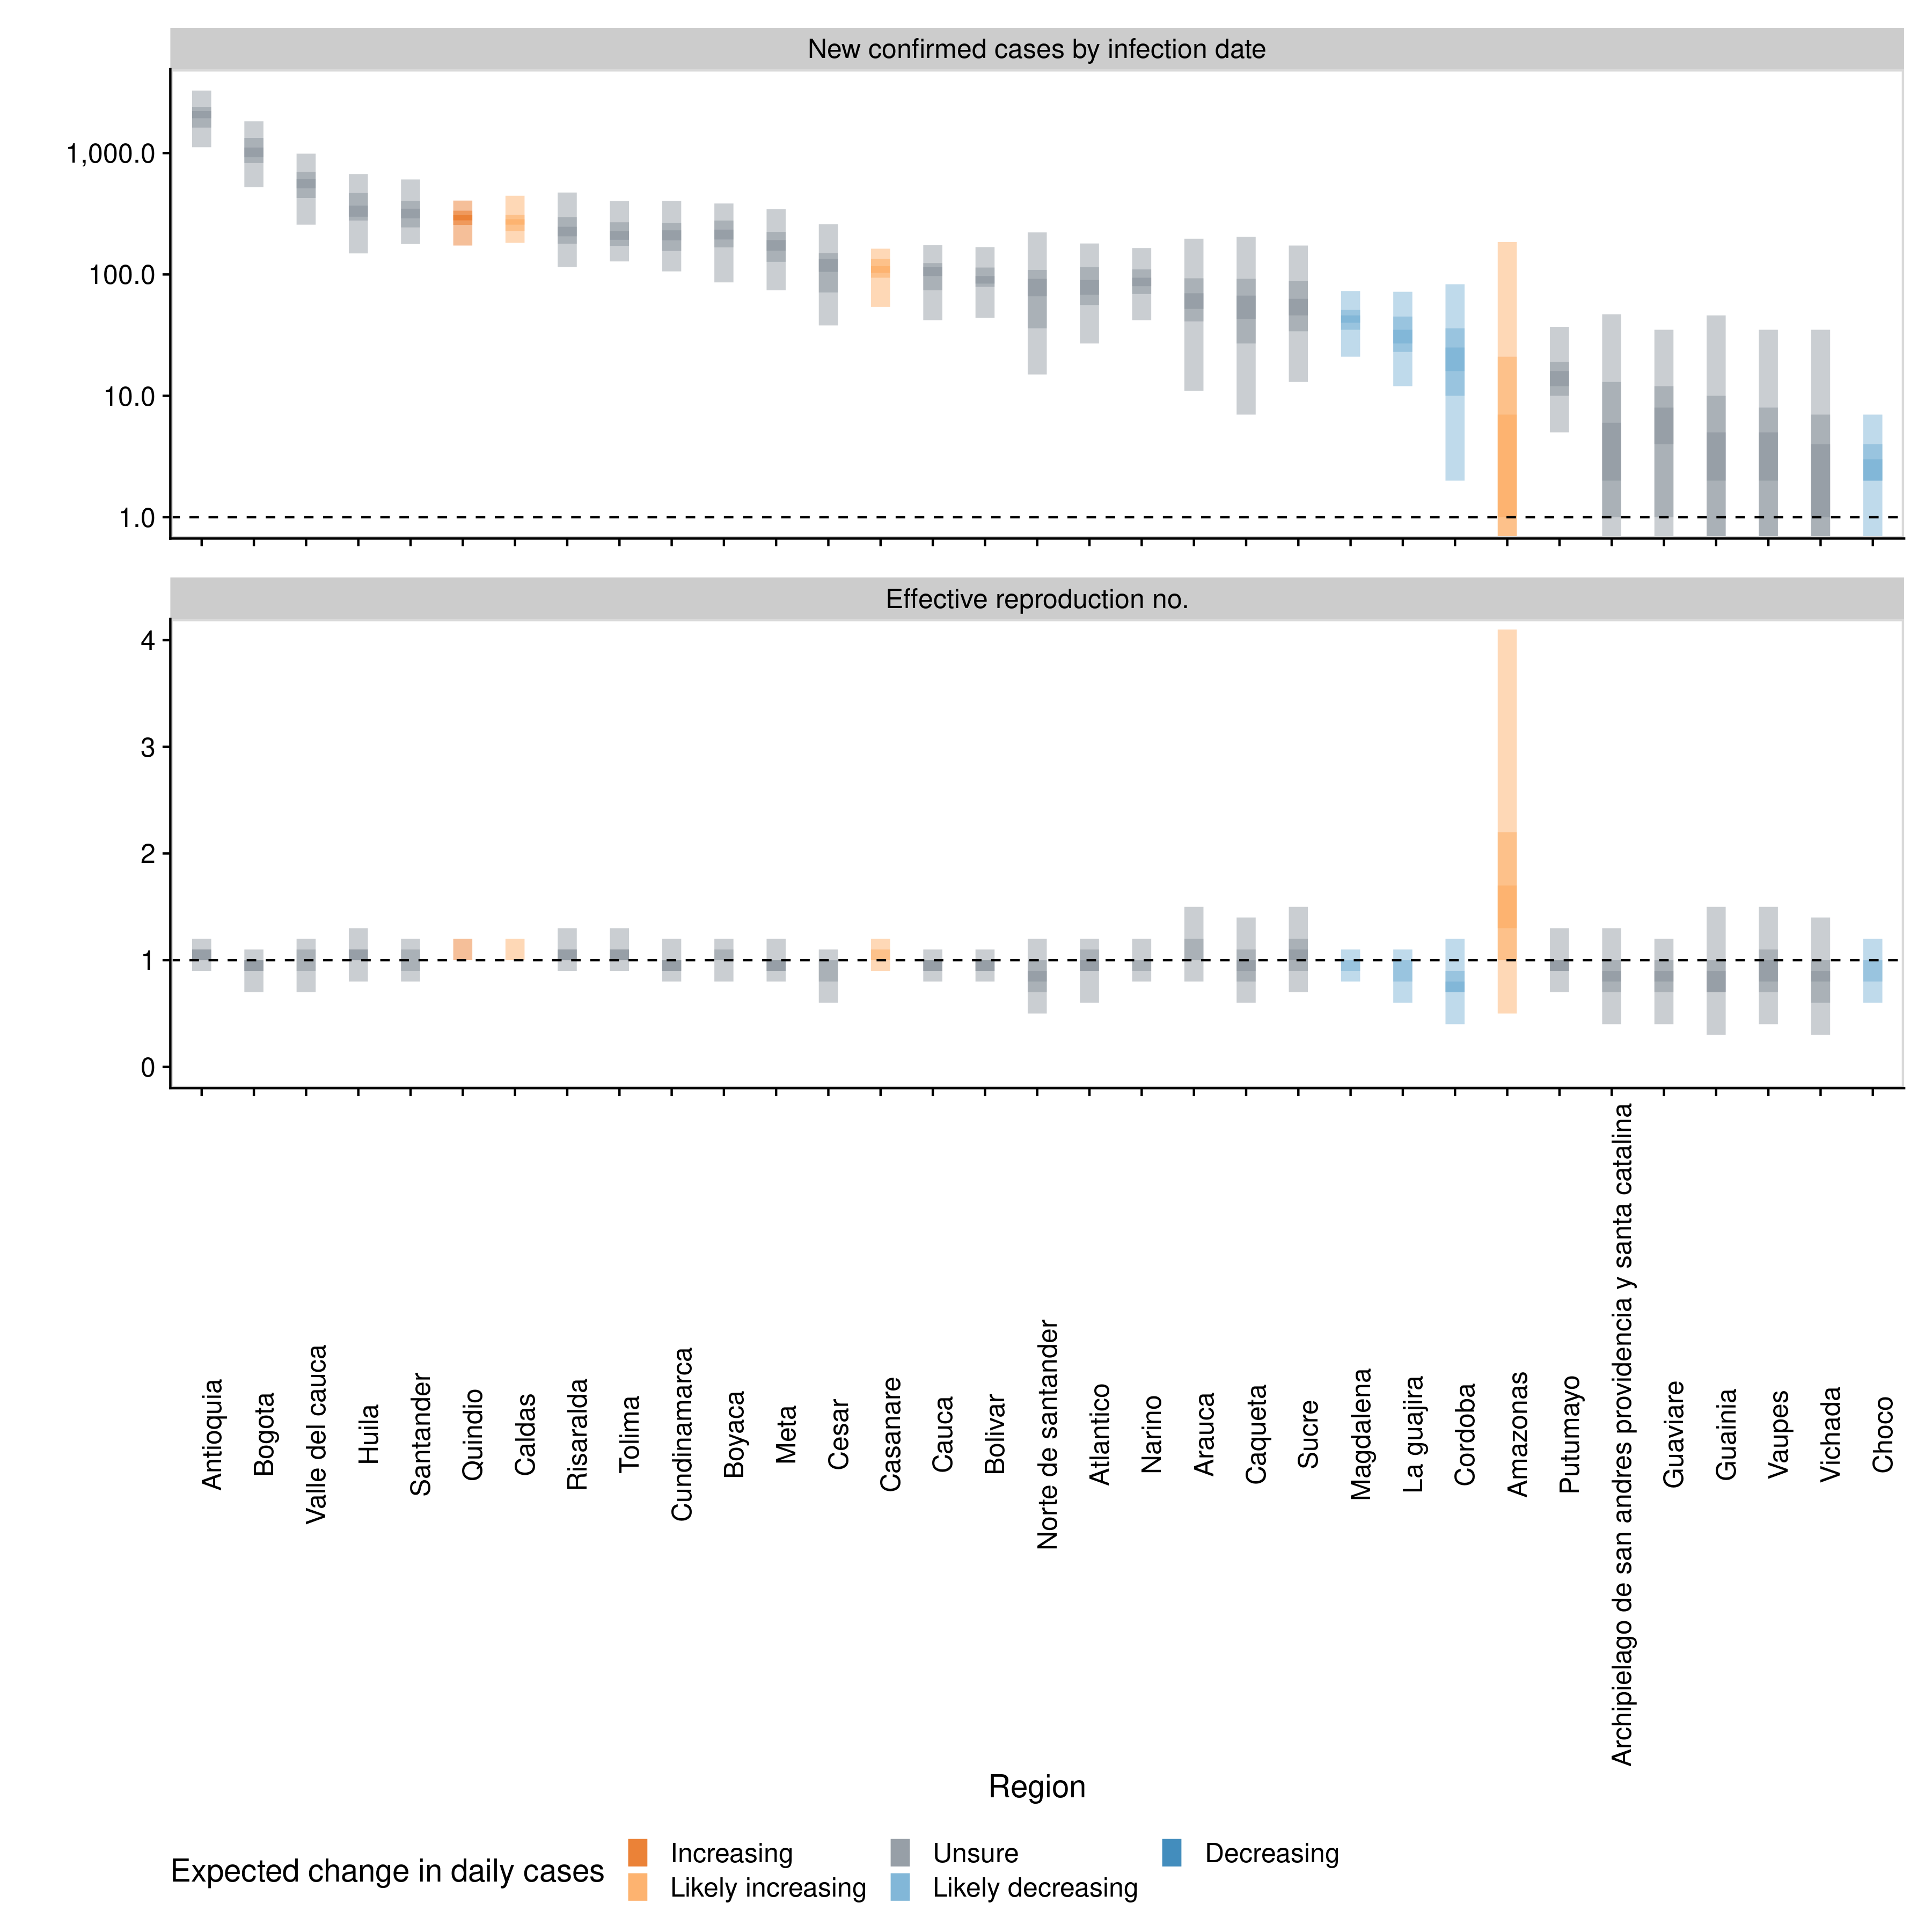 New confirmed cases by infection date
1,000.0
100.0
10.0
1.0
Effective reproduction no.
4
3
2
1
0
Antioquia
Bogota
Valle del cauca
Huila
Santander
Quindio
Caldas
Risaralda
Tolima
Cundinamarca
Boyaca
Meta
Cesar
Casanare
Cauca
Bolivar
Norte de santander
Atlantico
Narino
Arauca
Caqueta
Sucre
Magdalena
La guajira
Cordoba
Amazonas
Putumayo
Archipielago de san andres providencia y santa catalina
Guaviare
Guainia
Vaupes
Vichada
Choco
Region
Expected change in daily cases
Increasing
Likely increasing
Unsure
Likely decreasing
Decreasing